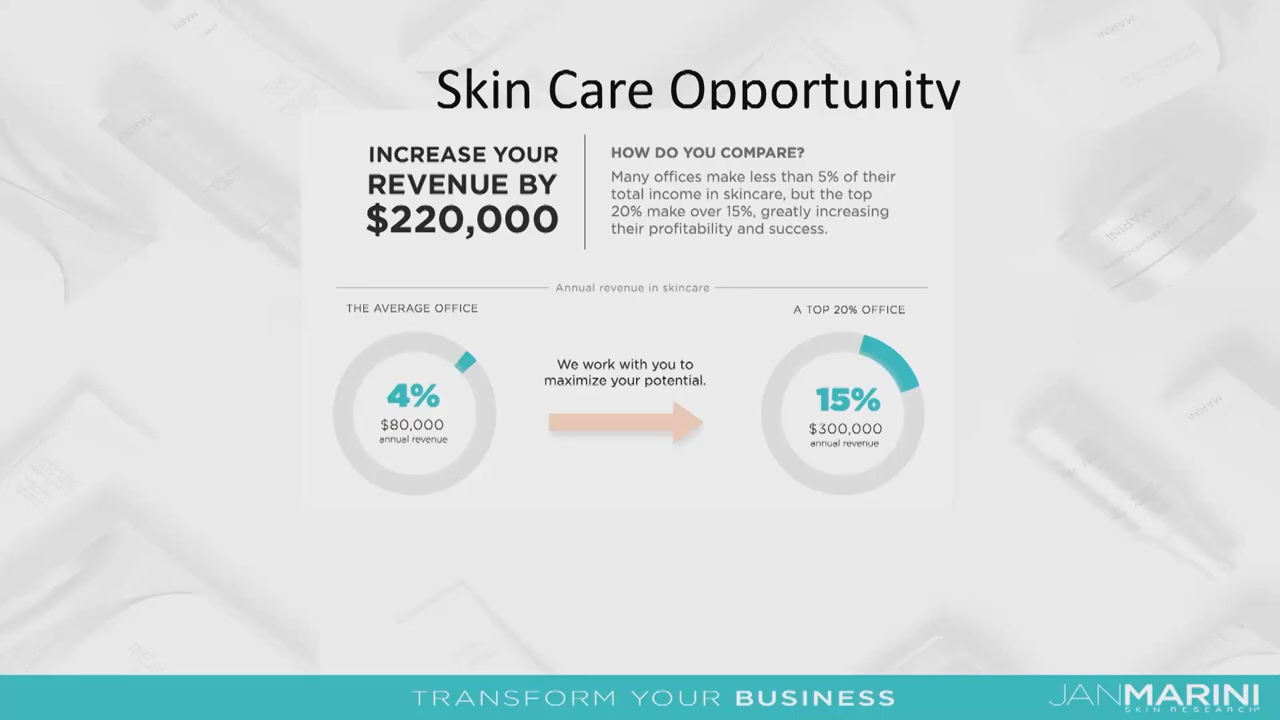 Skin Care Opportunity
INCREASE YOUR
REVENUE BY
$220,000
HOW DO YOU COMPARE?
Many offices make less than 5% of their
total income in skincare, but the top
20% make over 15%, greatly increasing
their profitability and success.
Annual revenue in skincare
THE AVERAGE OFFICE
4%
$80,000
annual revenue
We work with you to
maximize your potential.
A TOP 20% OFFICE
15%
$300,000
annual revenue
MARINI
MARINI
MARINI
TRANSFORM YOUR BUSINESS
JANMARINI
SKIN RESEARCH